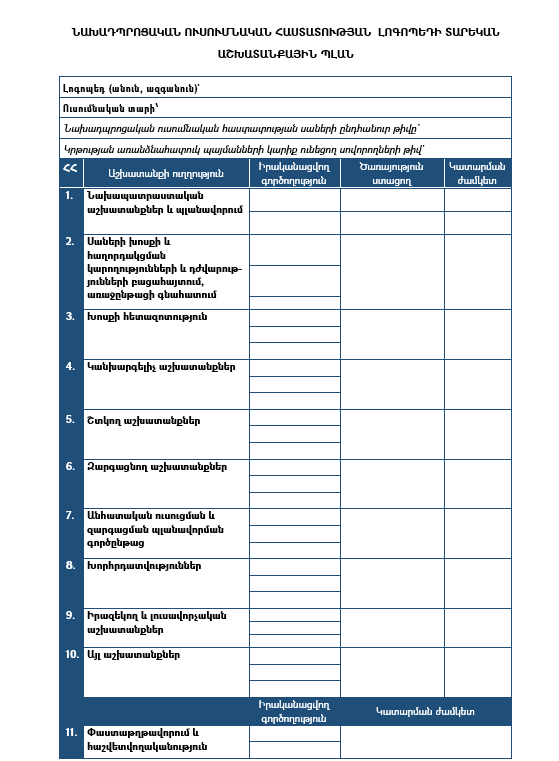 ՆԱԽԱԴՊՐՈՑԱԿԱՆ ՈՒՍՈՒՄՆԱԿԱՆ ՀԱՍՏԱՏՈՒԹՅԱՆ ԼՈԳՈՊԵԴԻ ՏԱՐԵԿԱՆ
ԱՇԽԱՏԱՆՔԱՅԻՆ ՊԼԱՆ
Լոգոպեդ (անուն, ազգանուն)՝
Ուսումնական տարի՝
Նախադպրոցական ուսումնական հաստատության սաների ընդհանուր թիվը՝
Կրթության առանձնահատուկ պայմանների կարիք ունեցող սովորողների թիվ՝
ՀՀ Աշխատանքի ուղղություն Իրականացվող գործողություն Ծառայություն ստացող Կատարման ժամկետ
1. Նախապատրաստական
աշխատանքներ և պլանավորում
2. Սաների խոսքի և
հաղորդակցման
կարողությունների և դժվարութ-
յունների բացահայտում,
առաջընթացի գնահատում
3. Խոսքի հետազոտություն
4. Կանխարգելիչ աշխատանքներ
5. Շտկող աշխատանքներ
6. Զարգացնող աշխատանքներ
7. Անհատական ուսուցման և
զարգացման պլանավորման
գործընթաց
8. Խորհրդատվություններ
9. Իրազեկող և լուսավորչական
աշխատանքներ
10. Այլ աշխատանքներ
Իրականացվող
գործողություն
Կատարման ժամկետ
11. Փաստաթղթավորում և
հաշվետվողականություն